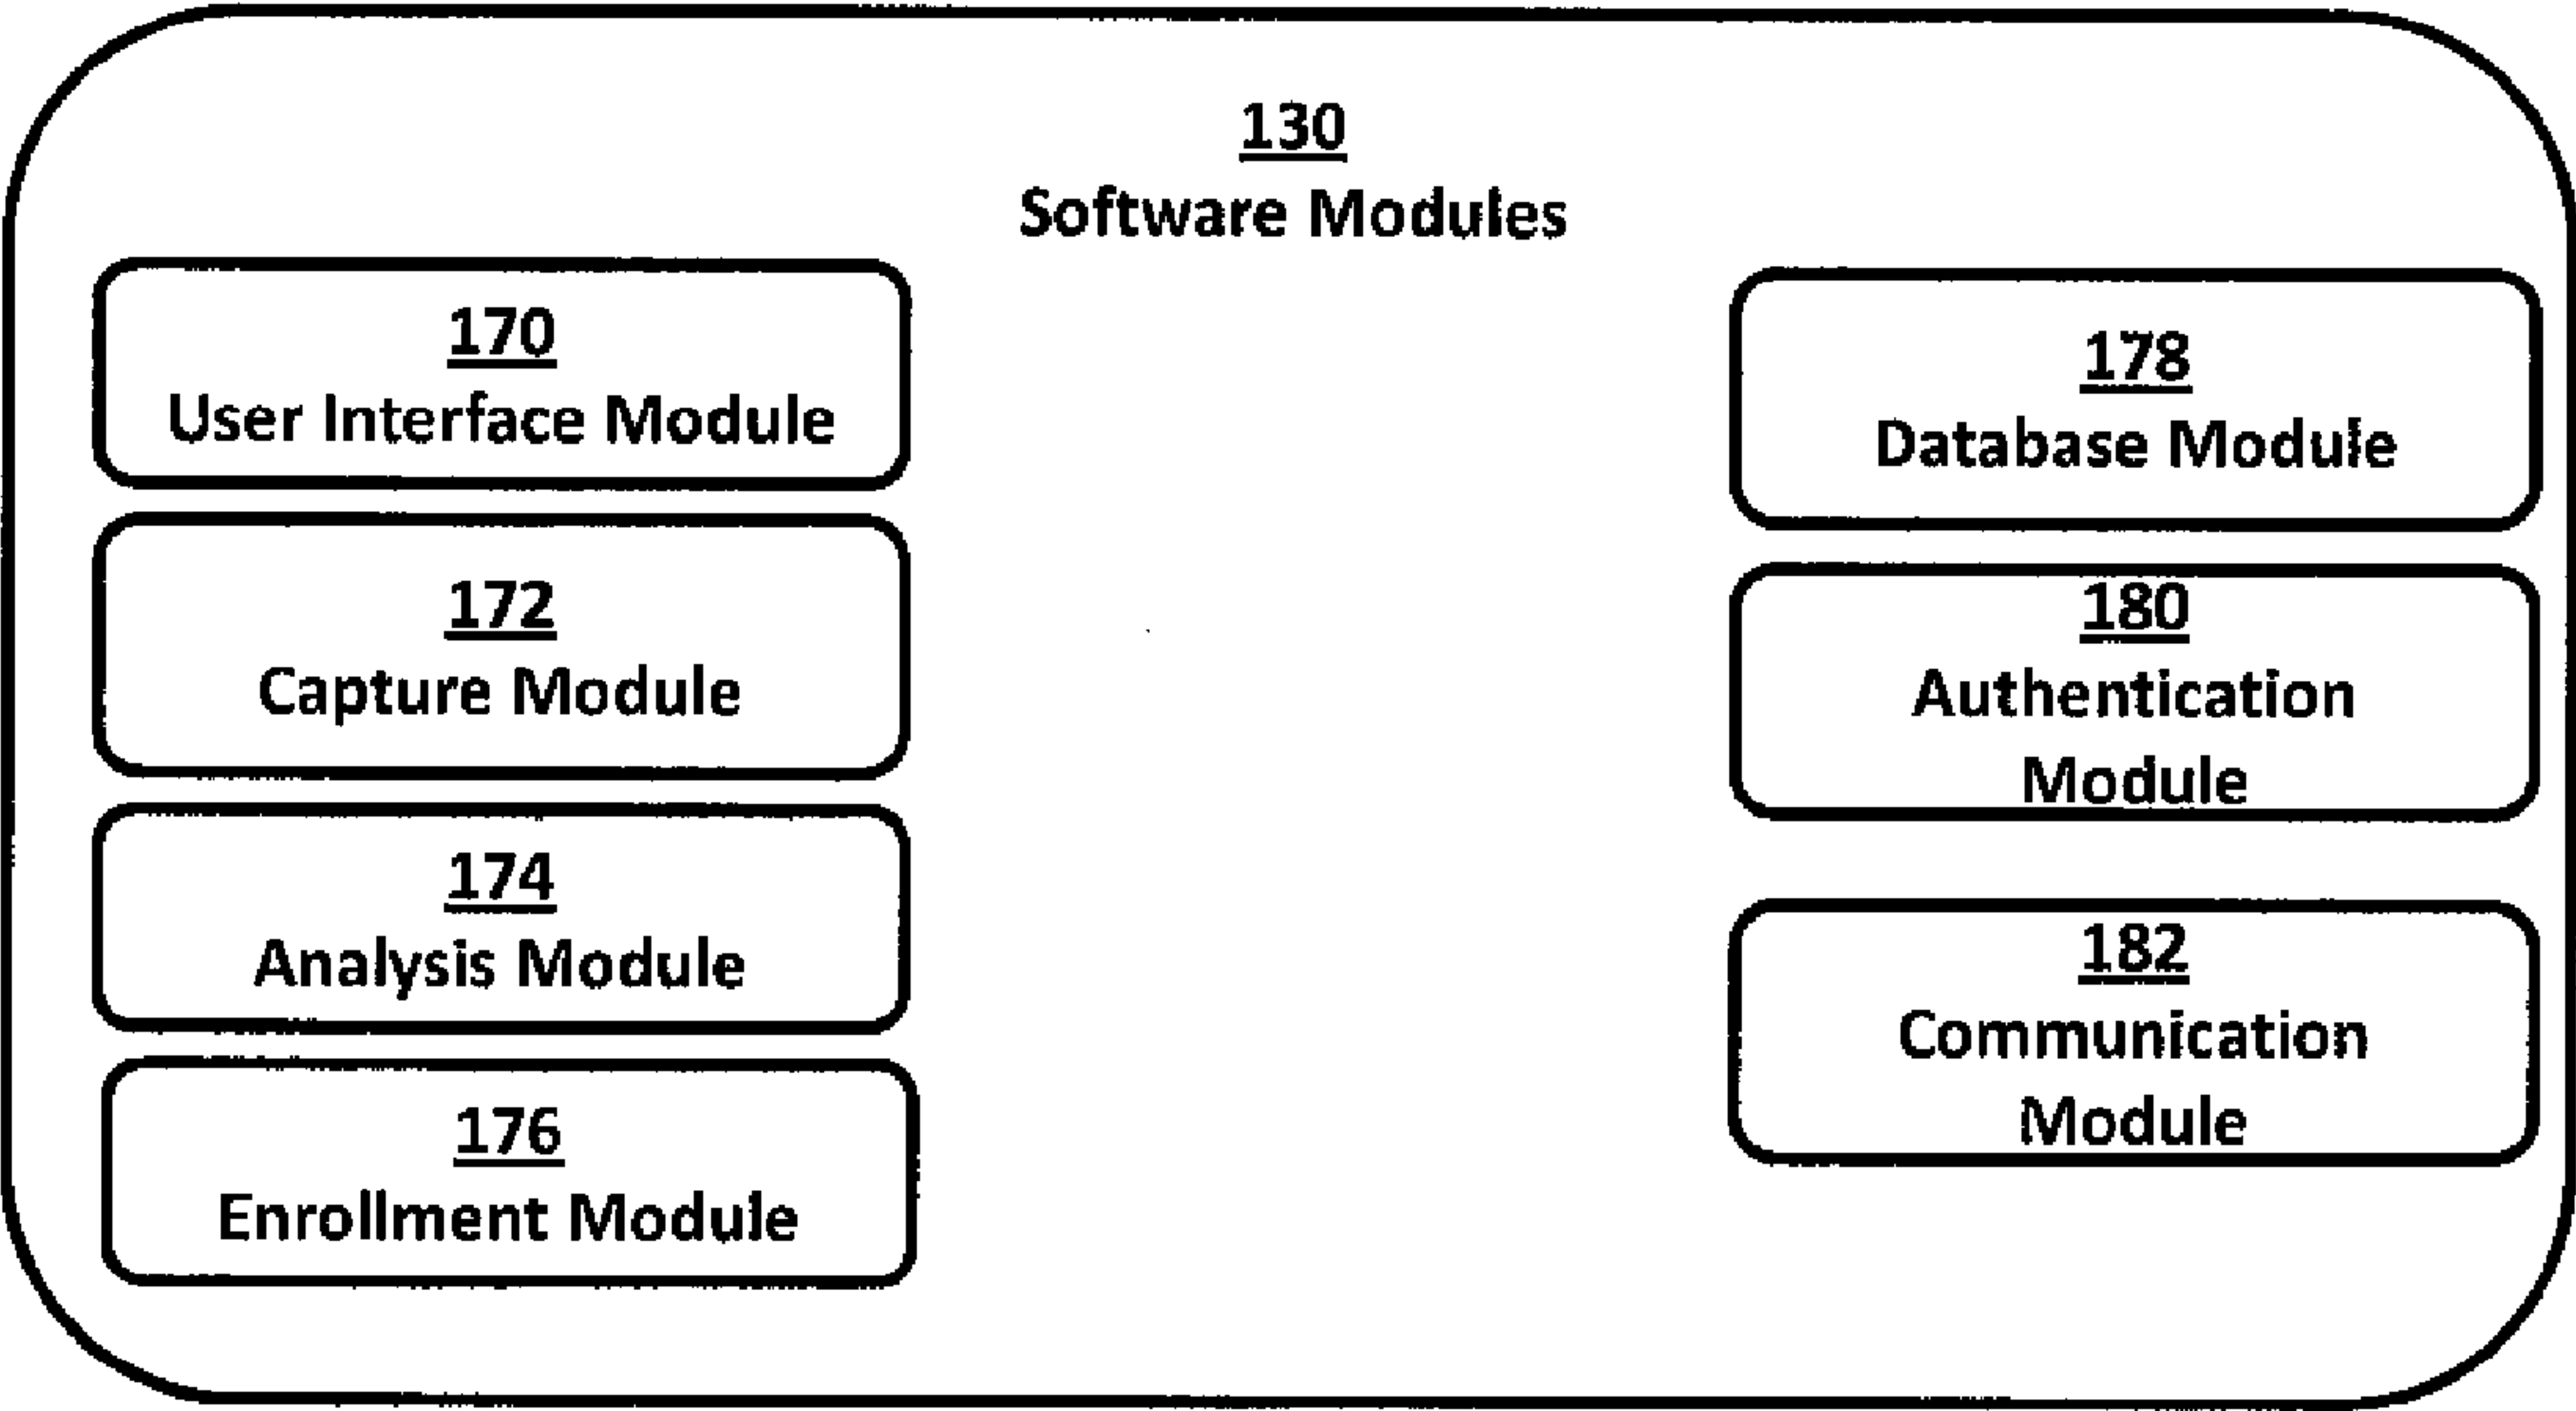 130
Software Modules
170
User Interface Module
172
Capture Module
174
Analysis Module
176
Enrollment Module
178
Database Module
180
Authentication
Module
182
Communication
Module